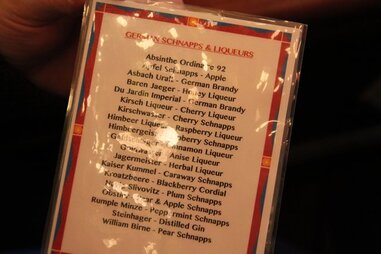 GERMAN SCHNAPPS & LIQUEURS
Absinthe Ordinaire 92
Apfel Schnapps - Apple
Asbach Uralt - German Brandy
Baren Jaeger - Honey Liqueur
Du Jardin Imperial - German Brandy
Kirsch Liqueur - Cherry Liqueur
Kirschwasser - Cherry Schnapps
Himbeer Liqueur - Raspberry Liqueur
Himbergeist - Raspberry Schnapps
Cinnamon Liqueur
Anise Liqueur
Jagermeister - Herbal Liqueur
Kaiser Kummel - Caraway Schnapps
Kroatzbeere - Blackberry Cordial
Slivovitz - Plum Schnapps
Obstler - Pear & Apple Schnapps
Rumple Minze - Peppermint Schnapps
Steinhager - Distilled Gin
William Birne - Pear Schnapps